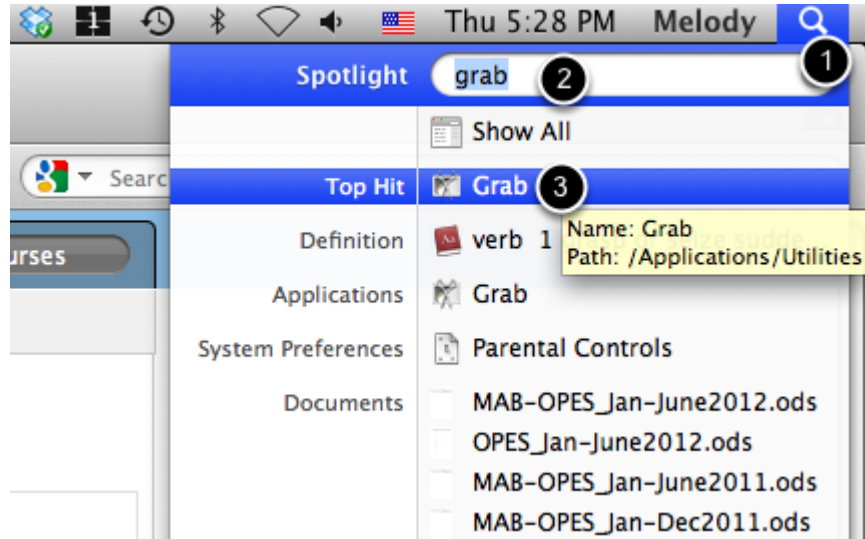 1 Thu 5:28 PM Melody
1
Spotlight grab 2
Show All
Searc
Top Hit Grab 3
Definition verb 1
Name: Grab
Path: /Applications/Utilities
urses
Applications Grab
System Preferences Parental Controls
Documents MAB-OPES_Jan-June2012.ods
OPES_Jan-June2012.ods
MAB-OPES_Jan-June2011.ods
MAB-OPES_Jan-Dec2011.ods